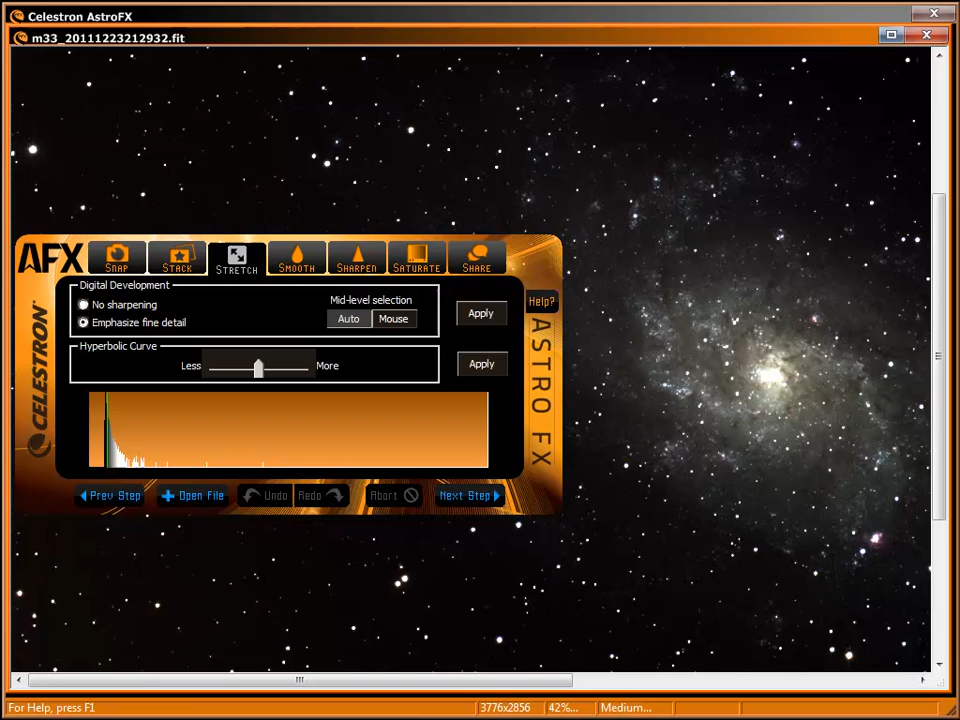 Celestron AstroFX
m33_20111223212932.fit
AFX
SNAP
STACK
STRETCH
SMOOTH
SHARPEN
SATURATE
SHARE
Digital Development
No sharpening
Emphasize fine detail
Mid-level selection
Auto
Mouse
Apply
Help?
Hyperbolic Curve
Less
More
Apply
CELESTRON
ASTRO FX
Prev Step
Open File
Undo
Redo
Abort
Next Step
For Help, press F1
3776x2856
42%...
Medium...